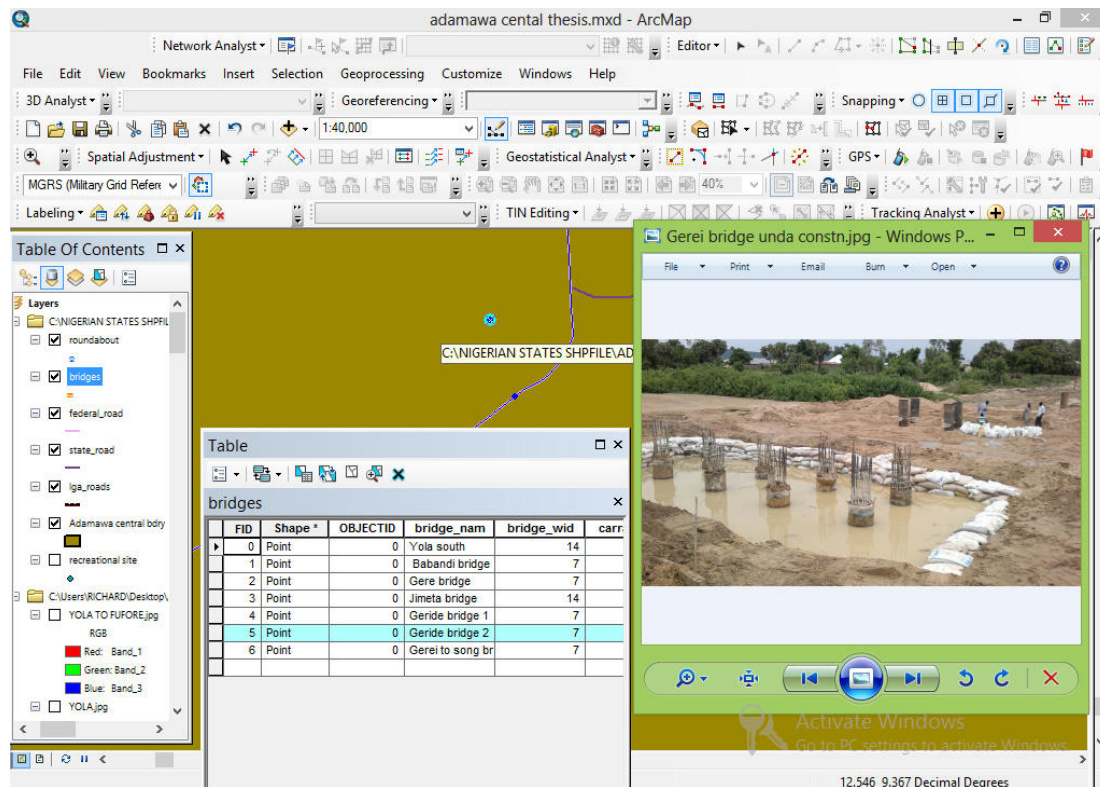 adamawa cental thesis.mxd - ArcMap
Network Analyst
Editor
File Edit View Bookmarks Insert Selection Geoprocessing Customize Windows Help
3D Analyst
Georeferencing
Snapping
1:40,000
Spatial Adjustment
Geostatistical Analyst
GPS
MGRS (Military Grid Refere
40%
Labeling
TIN Editing
Tracking Analyst
Table Of Contents
Layers
C:\NIGERIAN STATES SHPFIL
roundabout
bridges
federal_road
state_road
lga_roads
Adamawa central bdry
recreational site
C:\Users\RICHARD\Desktop\
YOLA TO FUFORE.jpg
RGB
Red: Band_1
Green: Band_2
Blue: Band_3
YOLA.jpg
C:\NIGERIAN STATES SHPFILE\AD
Table
bridges
FID Shape * OBJECTID bridge_nam bridge_wid carr
0 Point 0 Yola south 14
1 Point 0 Babandi bridge 7
2 Point 0 Gere bridge 7
3 Point 0 Jimeta bridge 14
4 Point 0 Geride bridge 1 7
5 Point 0 Geride bridge 2 7
6 Point 0 Gerei to song br 7
Gerei bridge unda constn.jpg - Windows P...
File Print Email Burn Open
Activate Windows
Go to PC settings to activate Windows
12.546 9.367 Decimal Degrees